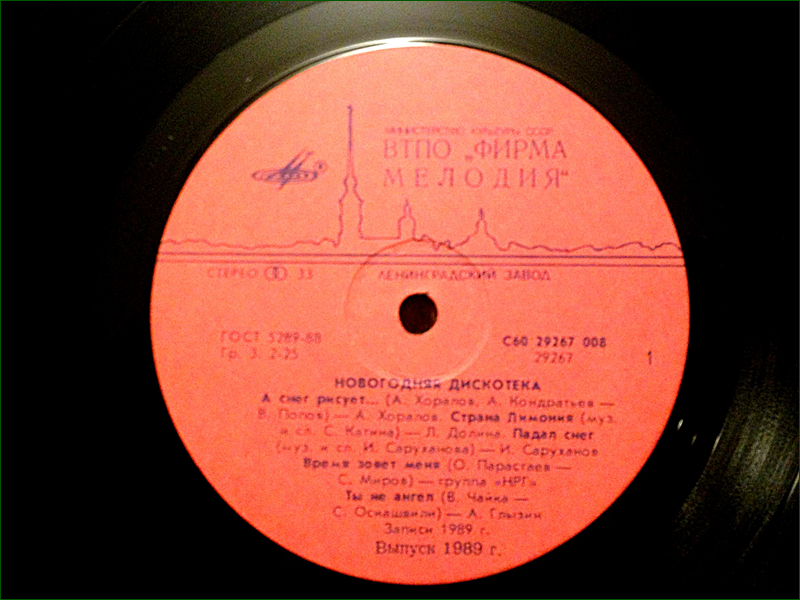 МИНИСТЕРСТВО КУЛЬТУРЫ СССР
ВТПО „ФИРМА
МЕЛОДИЯ“
СТЕРЕО 33
ЛЕНИНГРАДСКИЙ ЗАВОД
ГОСТ 5289-88
Гр. 3. 2-25
С60 29267 008
29267
1
НОВОГОДНЯЯ ДИСКОТЕКА
А снег рисует... (А. Хоралов, А. Кондратьев —
В. Попов) — А. Хоралов. Страна Лимония (муз.
и сл. С. Катина) — Л. Долина. Падал снег
(муз. и сл. И. Саруханова) — И. Саруханов
Время зовет меня (О. Парастаев —
С. Миров) — группа «НРГ»
Ты не ангел (В. Чайка —
С. Осиашвили) — А. Глызин
Записи 1989 г.
Выпуск 1989 г.